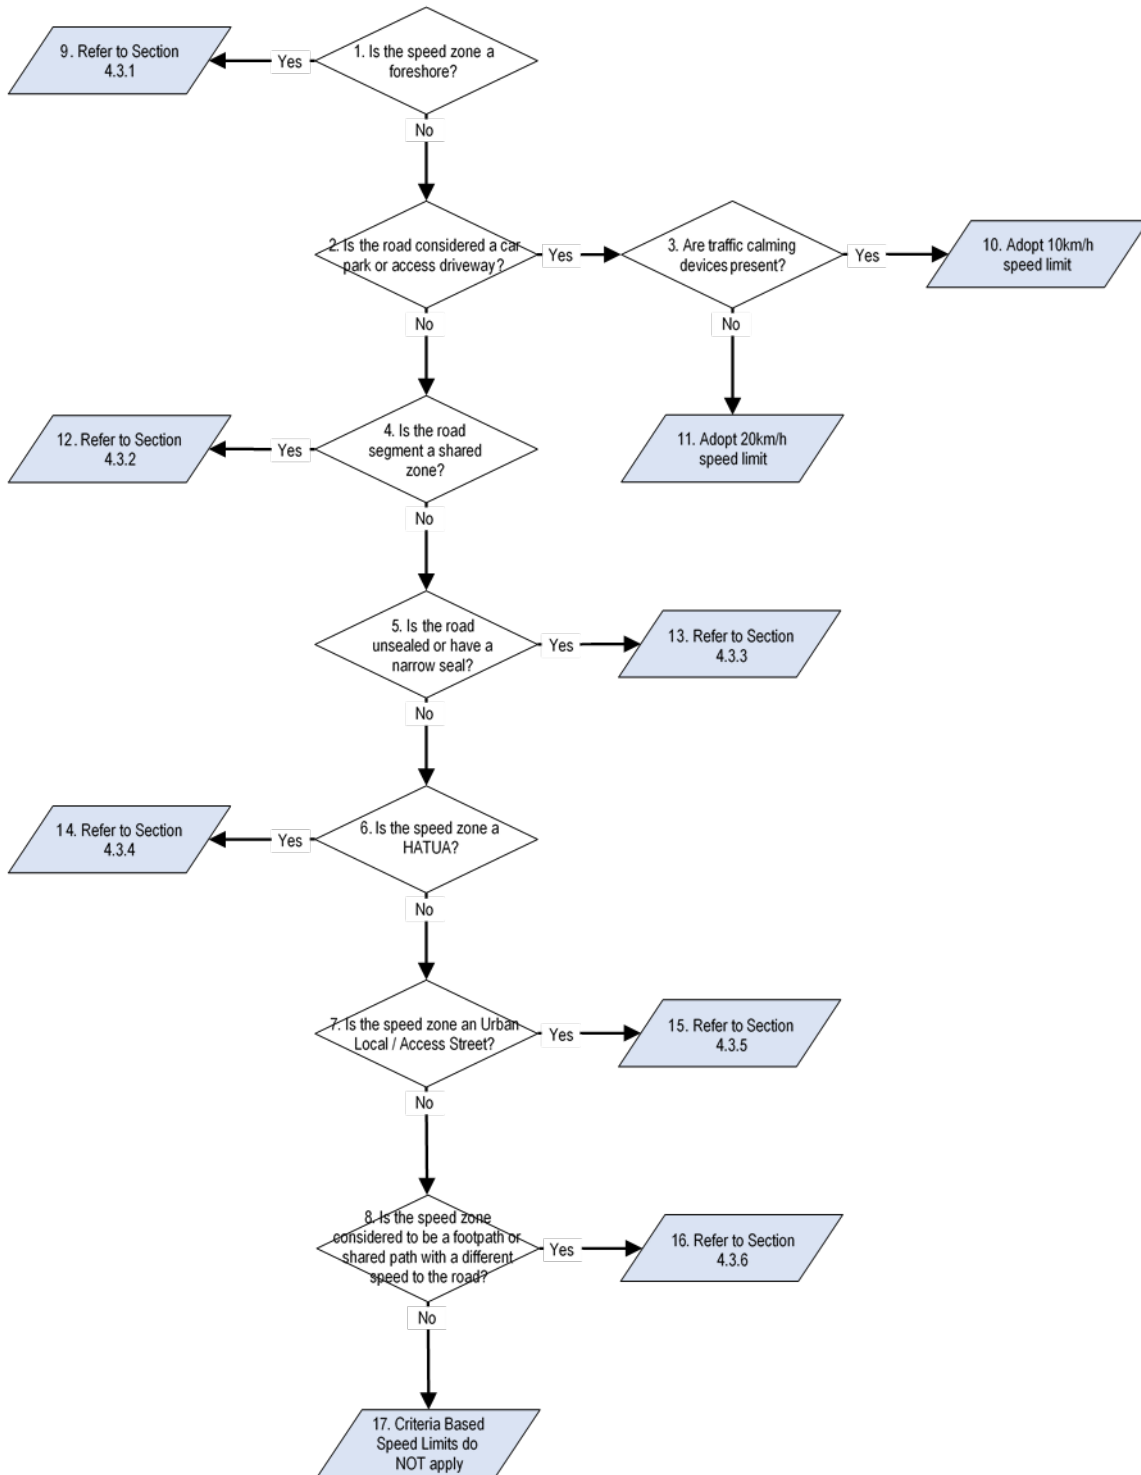 9. Refer to Section
4.3.1
Yes
1. Is the speed zone a
foreshore?
No
2. Is the road considered a car
park or access driveway?
Yes
3. Are traffic calming
devices present?
Yes
10. Adopt 10km/h
speed limit
No
No
11. Adopt 20km/h
speed limit
12. Refer to Section
4.3.2
Yes
4. Is the road
segment a shared
zone?
No
5. Is the road
unsealed or have a
narrow seal?
Yes
13. Refer to Section
4.3.3
No
14. Refer to Section
4.3.4
Yes
6. Is the speed zone a
HATUA?
No
7. Is the speed zone an Urban
Local / Access Street?
Yes
15. Refer to Section
4.3.5
No
8. Is the speed zone
considered to be a footpath or
shared path with a different
speed to the road?
Yes
16. Refer to Section
4.3.6
No
17. Criteria Based
Speed Limits do
NOT apply